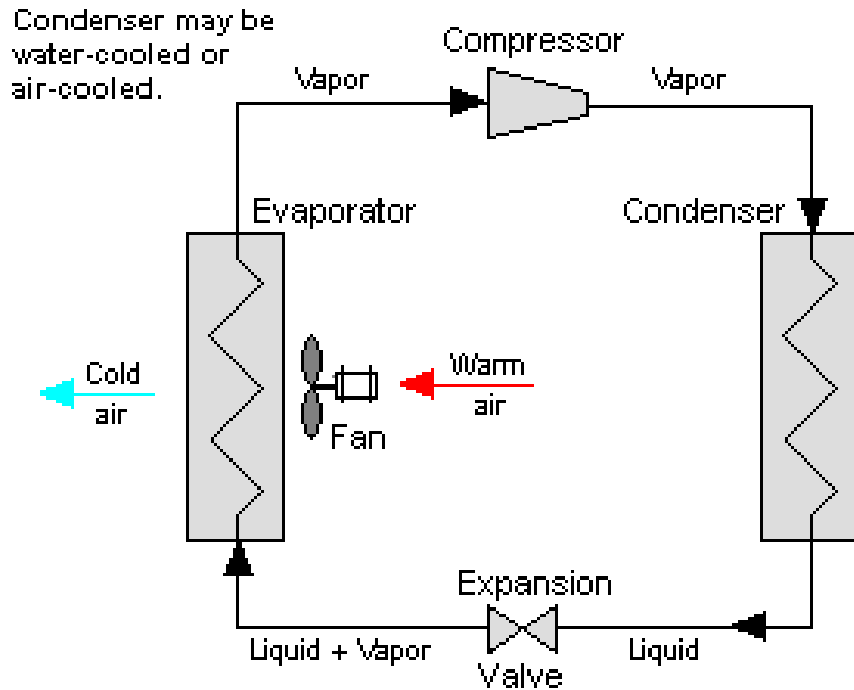 Condenser may be
water-cooled or
air-cooled.
Compressor
Vapor
Vapor
Evaporator
Condenser
Cold
air
Warm
air
Fan
Expansion
Valve
Liquid + Vapor
Liquid